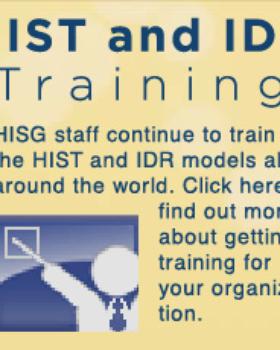 IST and ID
Training
HISG staff continue to train
he HIST and IDR models al
around the world. Click here
find out mor
about gettin
training for
your organiz
tion.